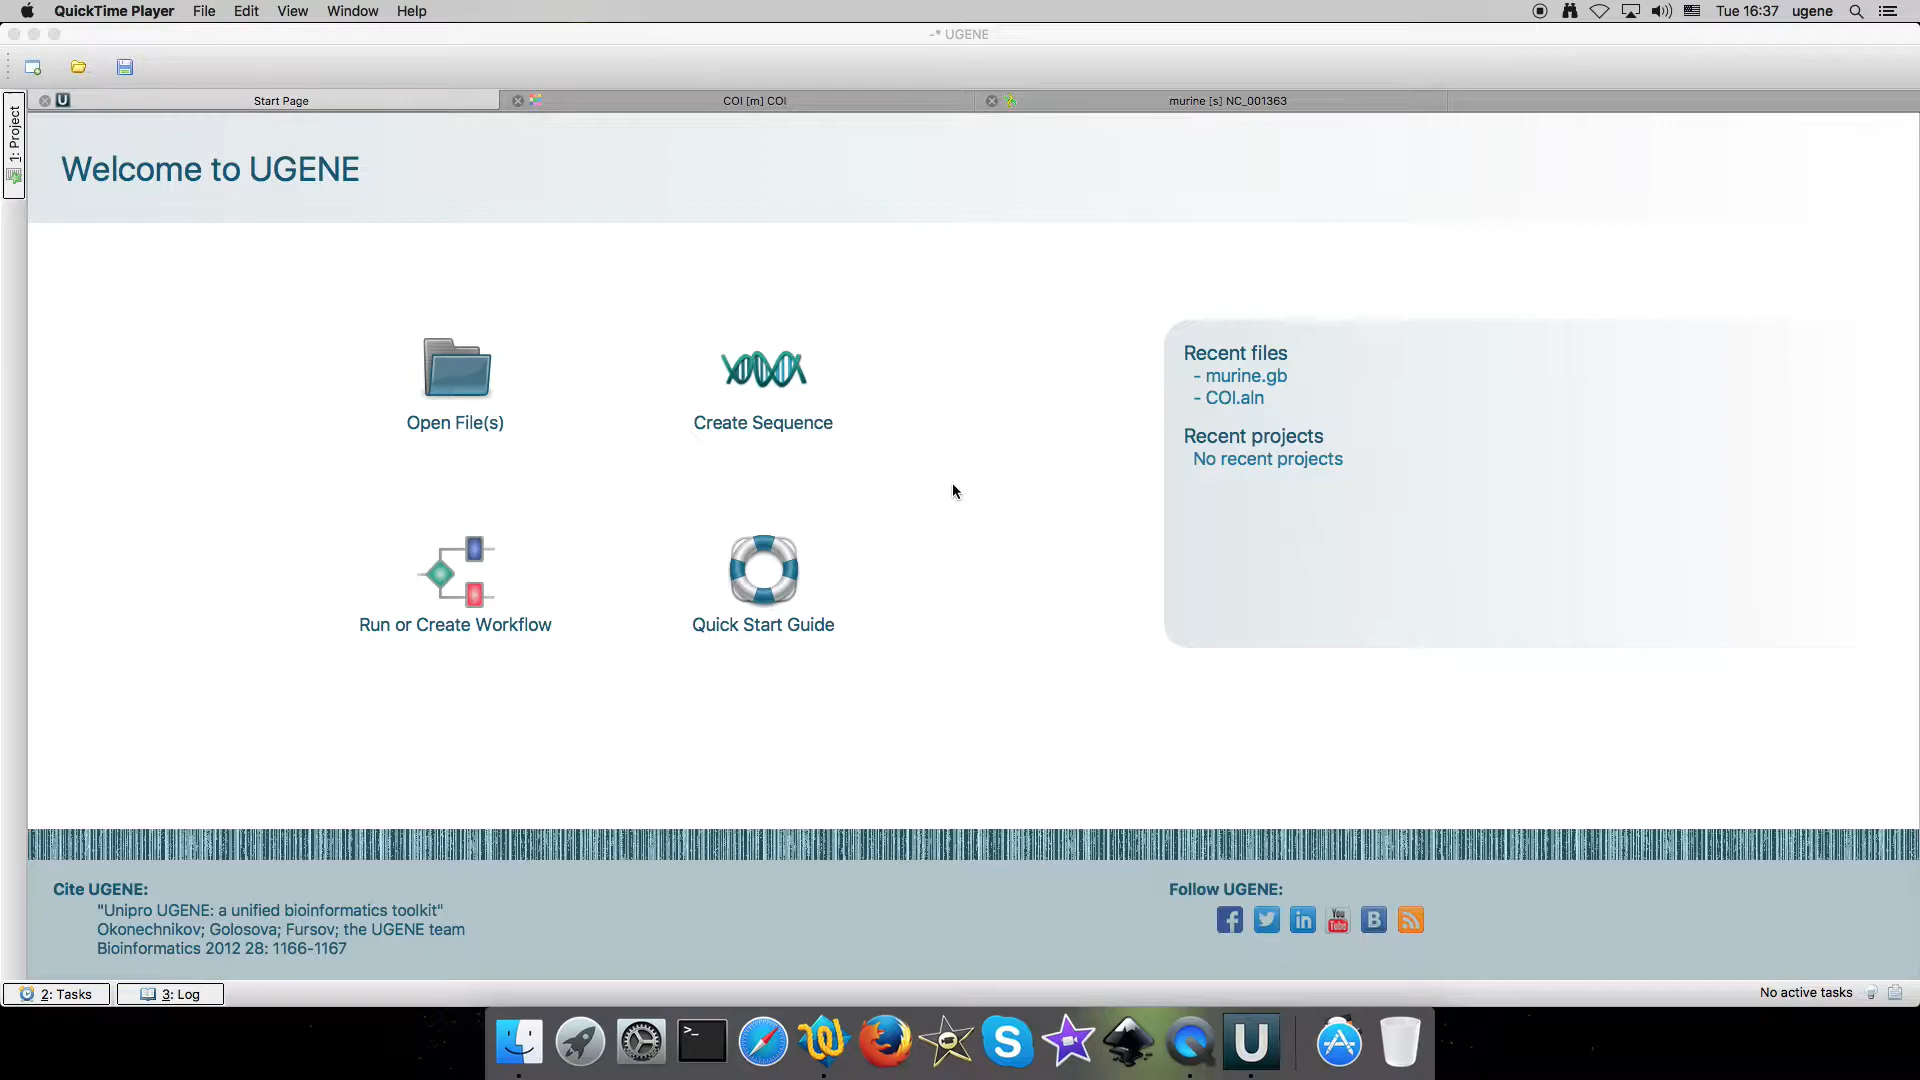 QuickTime Player File Edit View Window Help Tue 16:37 ugene
-* UGENE
Start Page COI [m] COI murine [s] NC_001363
1: Project
Welcome to UGENE
Open File(s) Create Sequence
Run or Create Workflow Quick Start Guide
Recent files
- murine.gb
- COI.aln
Recent projects
No recent projects
Cite UGENE:
"Unipro UGENE: a unified bioinformatics toolkit"
Okonechnikov; Golosova; Fursov; the UGENE team
Bioinformatics 2012 28: 1166-1167
Follow UGENE:
f in You Tube B
2: Tasks 3: Log No active tasks
>_ S U